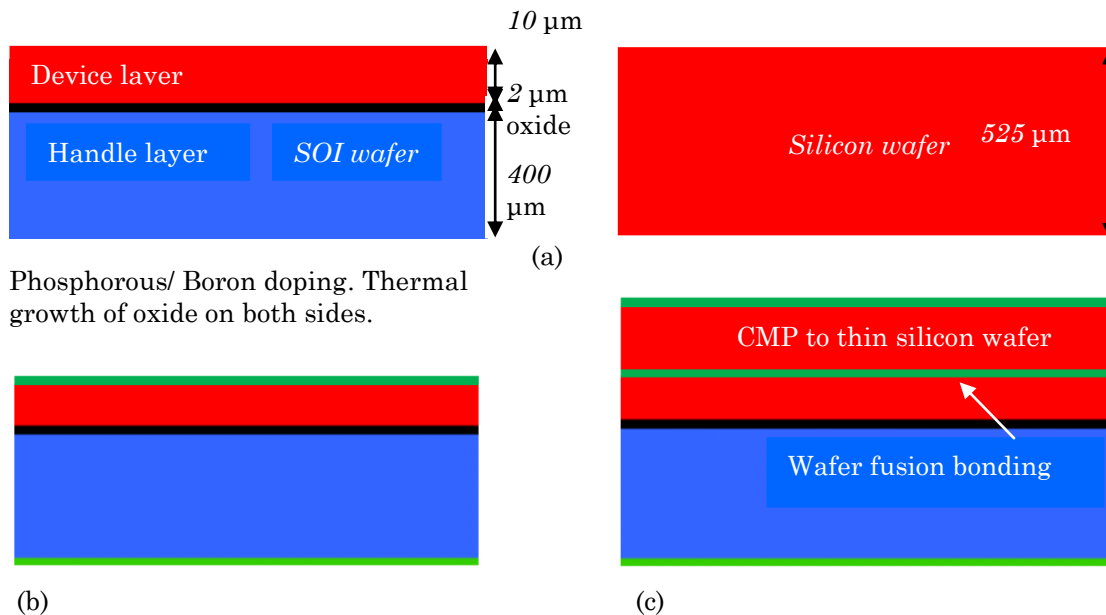 10 µm
Device layer
2 µm
oxide
Handle layer
SOI wafer
400
µm
Silicon wafer
525 µm
(a)
Phosphorous/ Boron doping. Thermal
growth of oxide on both sides.
CMP to thin silicon wafer
Wafer fusion bonding
(b)
(c)